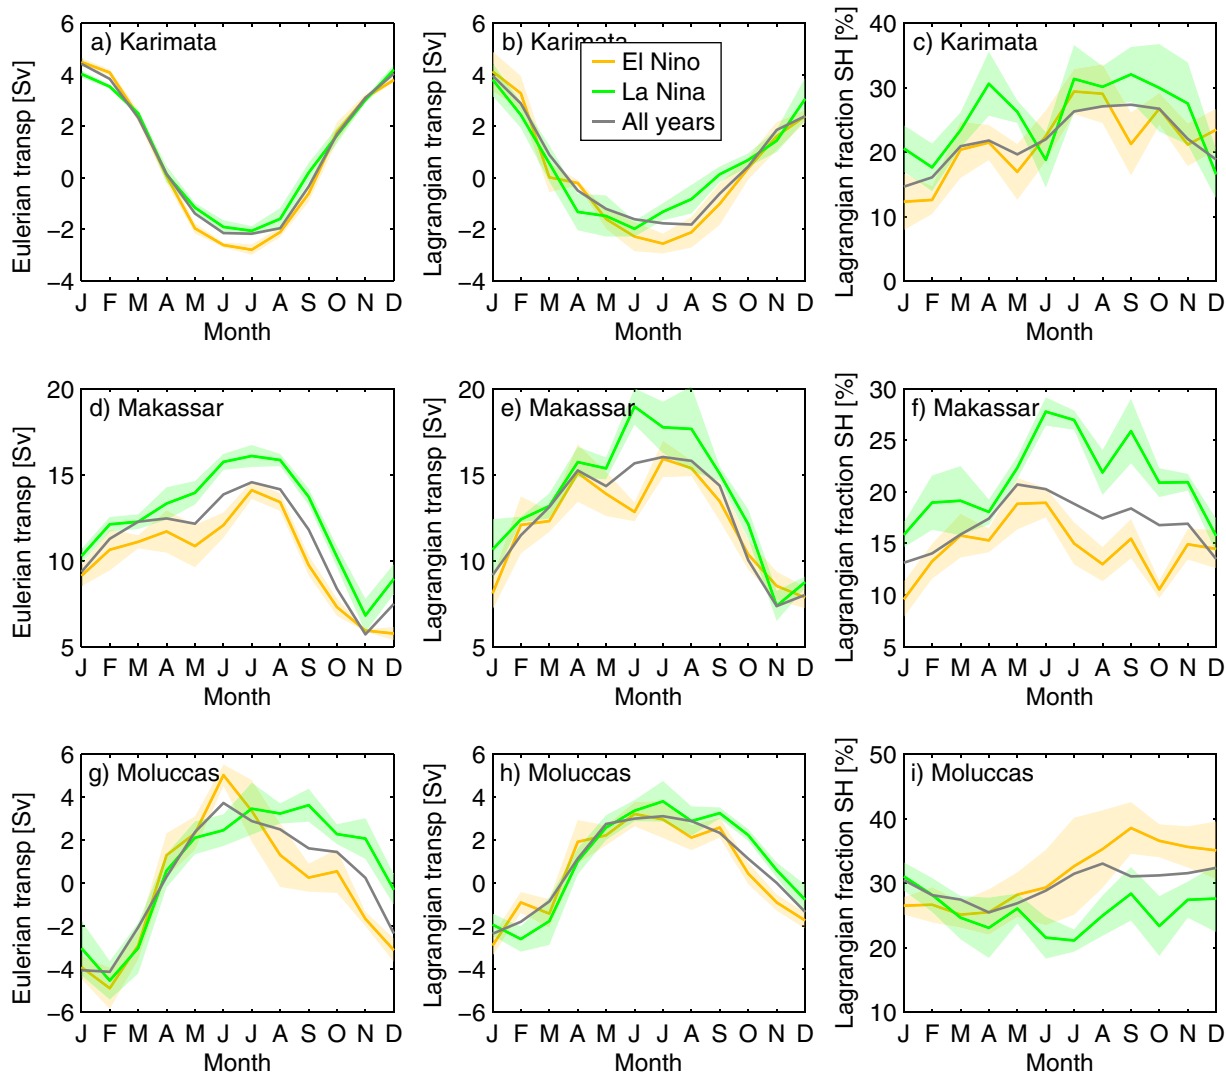 a) Karimata
Eulerian transp [Sv]
6
4
2
0
−2
−4
J F M A M J J A S O N D
Month
b) Karimata
Lagrangian transp [Sv]
6
4
2
0
−2
−4
J F M A M J J A S O N D
Month
El Nino
La Nina
All years
c) Karimata
Lagrangian fraction SH [%]
40
30
20
10
0
J F M A M J J A S O N D
Month
d) Makassar
Eulerian transp [Sv]
20
15
10
5
J F M A M J J A S O N D
Month
e) Makassar
Lagrangian transp [Sv]
20
15
10
5
J F M A M J J A S O N D
Month
f) Makassar
Lagrangian fraction SH [%]
30
25
20
15
10
5
J F M A M J J A S O N D
Month
g) Moluccas
Eulerian transp [Sv]
6
4
2
0
−2
−4
−6
J F M A M J J A S O N D
Month
h) Moluccas
Lagrangian transp [Sv]
6
4
2
0
−2
−4
−6
J F M A M J J A S O N D
Month
i) Moluccas
Lagrangian fraction SH [%]
50
40
30
20
10
J F M A M J J A S O N D
Month